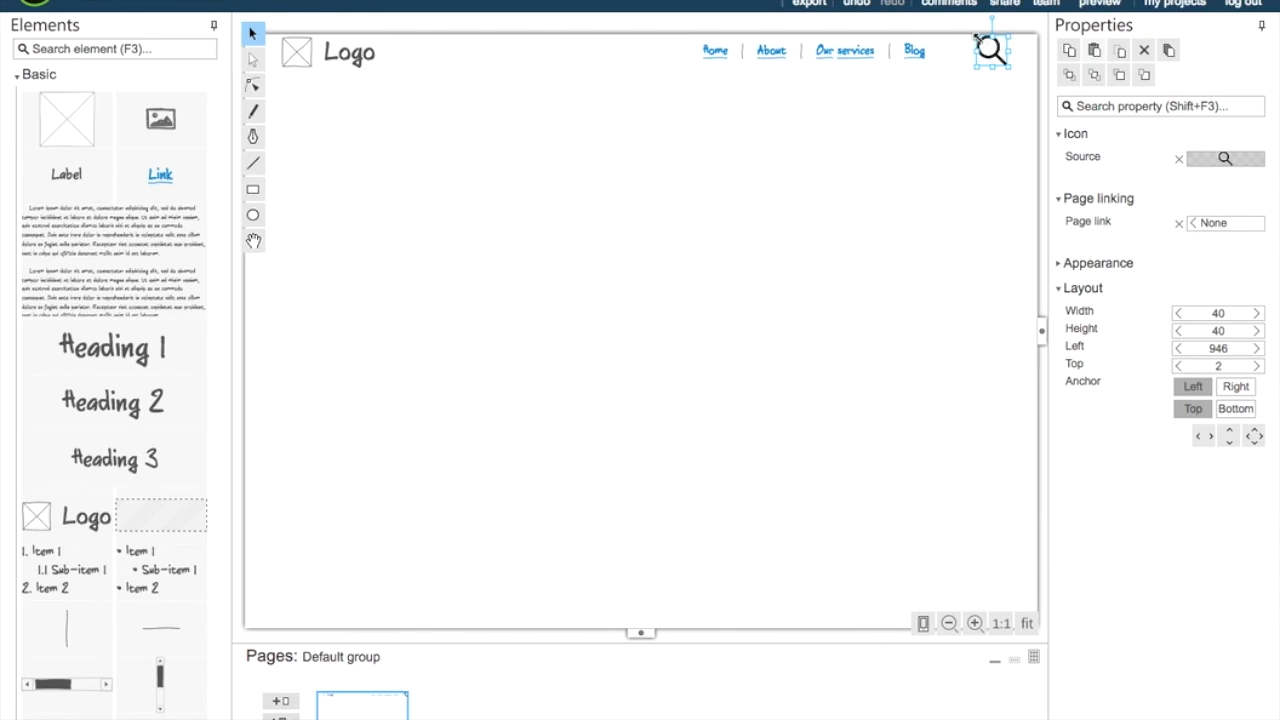 export undo redo comments share team preview my projects log out
Elements
Search element (F3)...
Basic
Label
Link
Heading 1
Heading 2
Heading 3
Logo
1. Item 1
1.1 Sub-item 1
2. Item 2
• Item 1
• Sub-item 1
• Item 2
Logo
Home | About | Our services | Blog
1:1
fit
Pages: Default group
Properties
Search property (Shift+F3)...
Icon
Source
Page linking
Page link
None
Appearance
Layout
Width 40
Height 40
Left 946
Top 2
Anchor
Left Right
Top Bottom